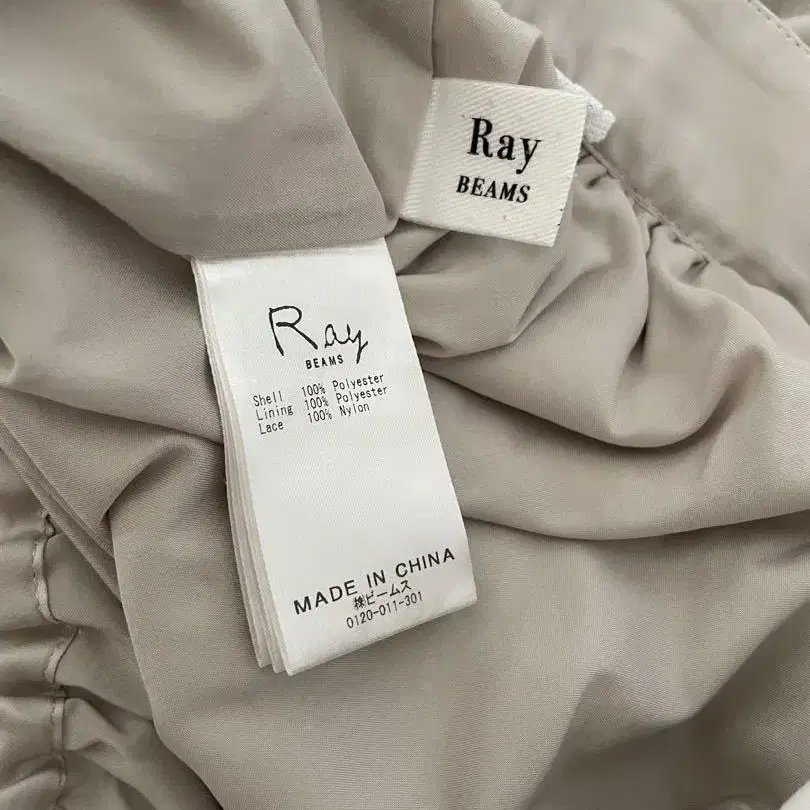 Ray
BEAMS
Ray
BEAMS
Shell 100% Polyester
Lining 100% Polyester
Lace 100% Nylon
MADE IN CHINA
㈱ビームス
0120-011-301